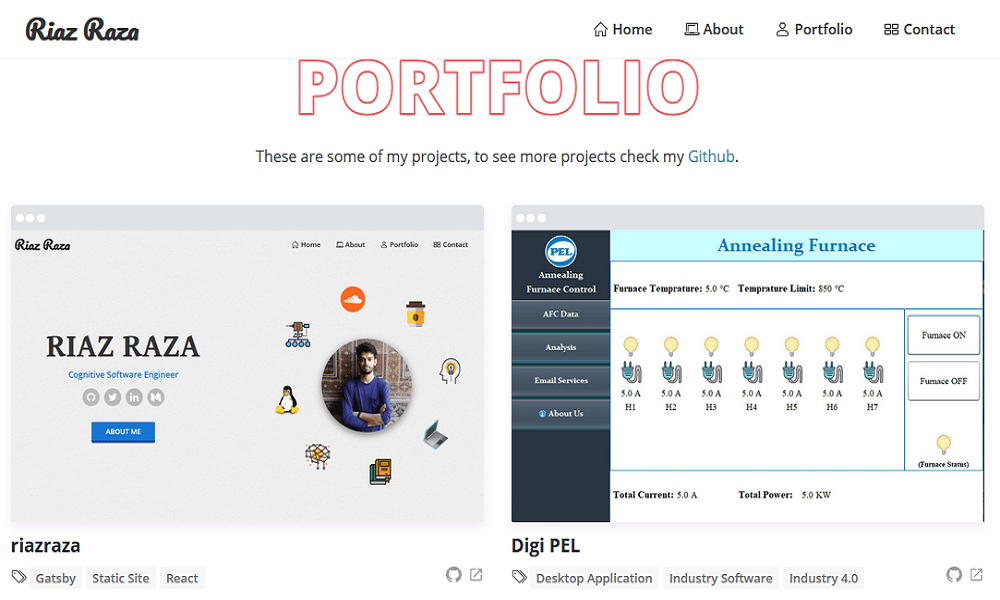 Riaz Raza
Home About Portfolio Contact
PORTFOLIO
These are some of my projects, to see more projects check my Github.
Riaz Raza
Home About Portfolio Contact
RIAZ RAZA
Cognitive Software Engineer
ABOUT ME
riazraza
Gatsby Static Site React
PEL
Annealing
Furnace Control
AFC Data
Analysis
Email Services
About Us
Annealing Furnace
Furnace Temprature: 5.0 °C Temprature Limit: 850 °C
5.0 A 5.0 A 5.0 A 5.0 A 5.0 A 5.0 A 5.0 A
H1 H2 H3 H4 H5 H6 H7
Furnace ON
Furnace OFF
(Furnace Status)
Total Current: 5.0 A Total Power: 5.0 KW
Digi PEL
Desktop Application Industry Software Industry 4.0